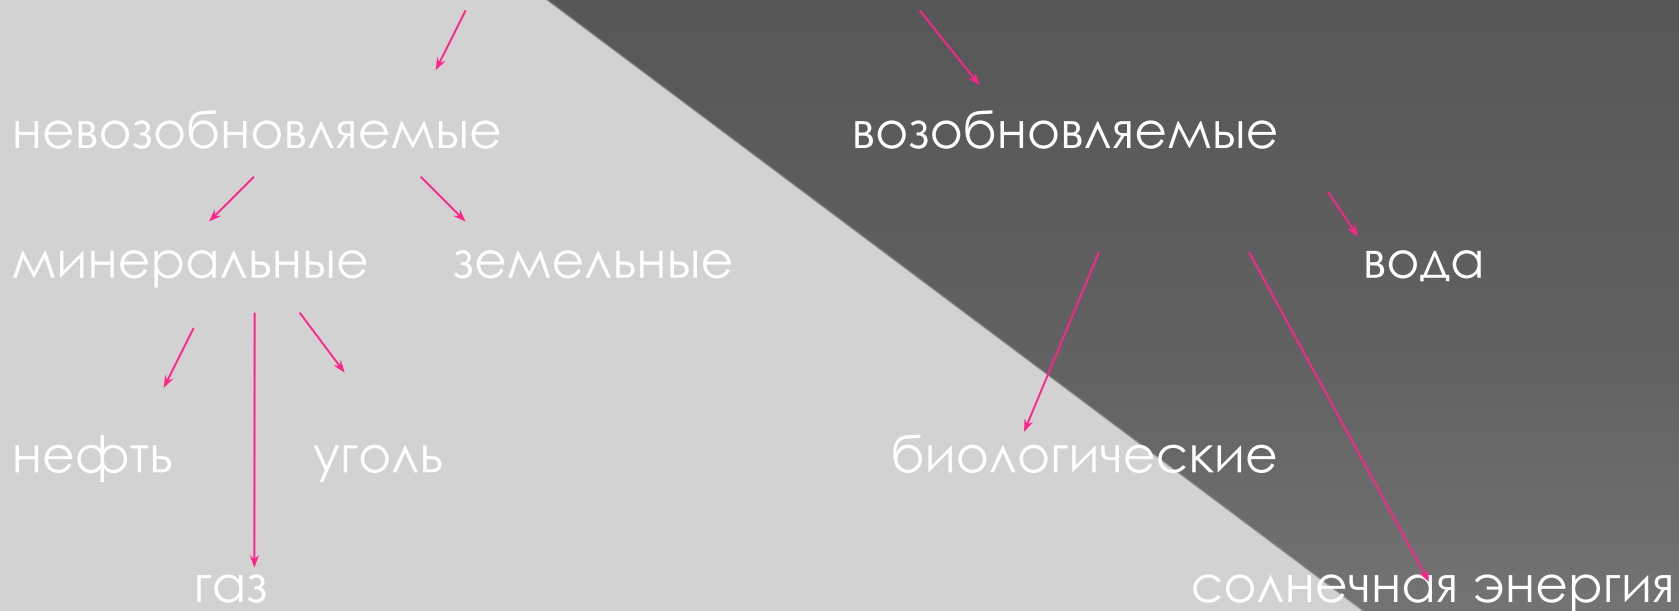 невозобновляемые возобновляемые
минеральные земельные вода
нефть уголь биологические
газ солнечная энергия